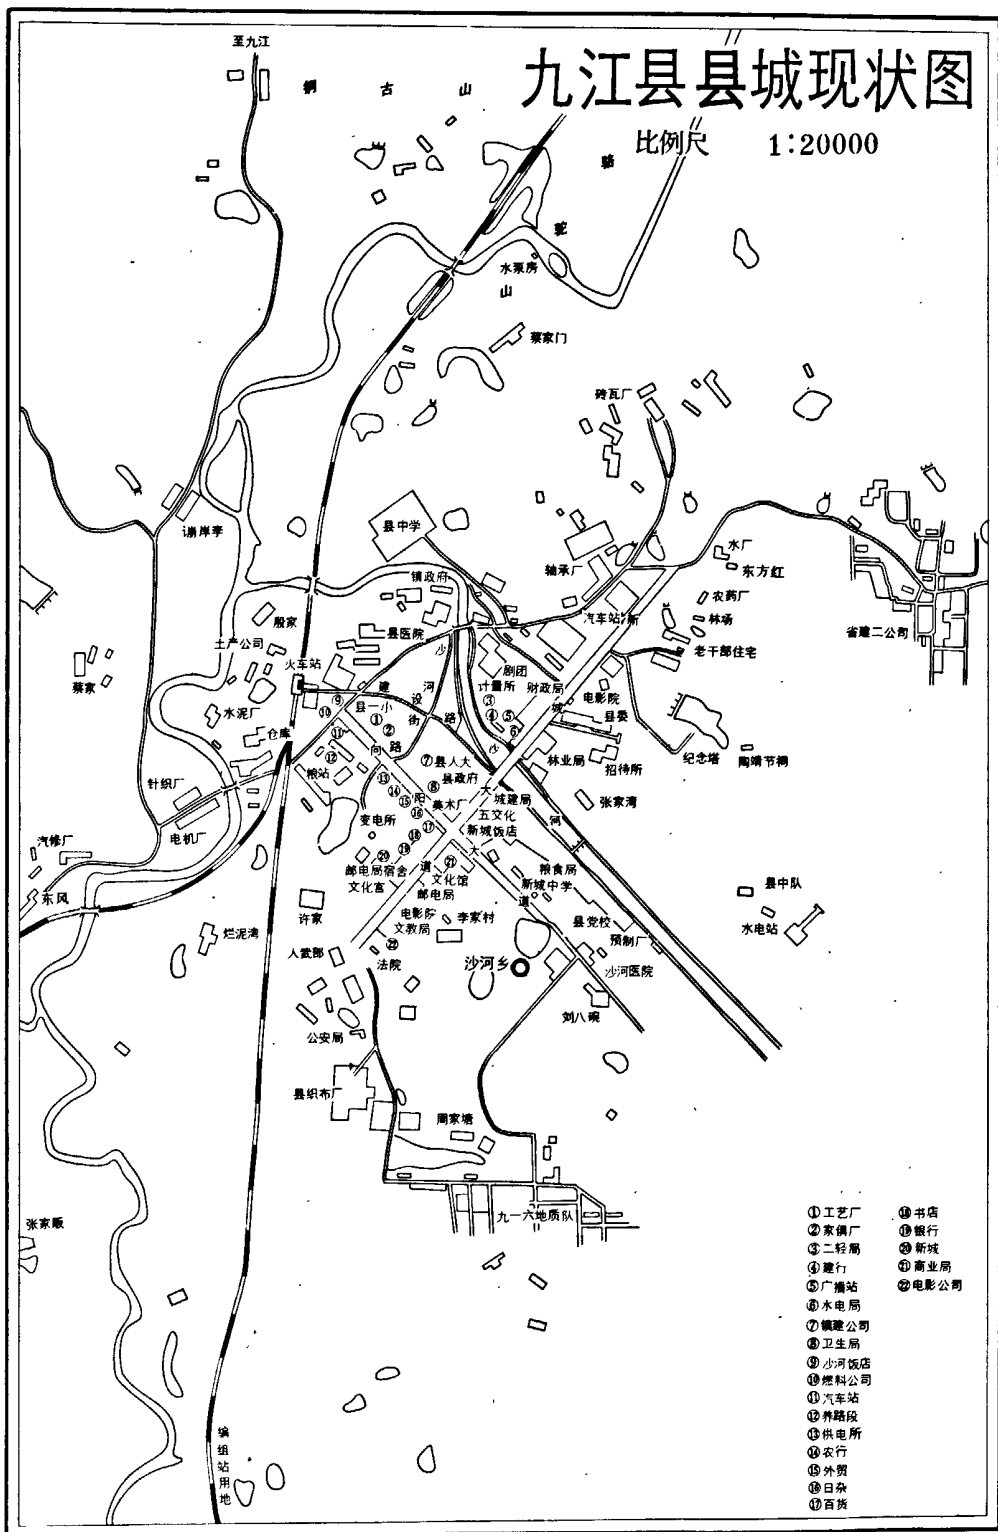 九江县县城现状图
比例尺 1:20000
至九江
山
驼
山
水泵房
蔡家门
砖瓦厂
县中学
镇政府
轴承厂
水厂
东方红
农药厂
林场
老干部住宅
省建二公司
汽车站
殷家
土产公司
火车站
县医院
剧团
计量所
财政局
电影院
县委
招待所
林业局
纪念塔
陶靖节祠
张家湾
蔡家
水泥厂
仓库
针织厂
电机厂
汽修厂
东风
烂泥湾
粮站
变电所
县一小
建设街
沙河路
向阳路
县人大
县政府
美术厂
城建局
五交化
新城饭店
沙城大道
沙河
大道
邮电局宿舍
文化宫
文化馆
邮电局
粮食局
新城中学
县党校
预制厂
沙河医院
刘八碗
县中队
水电站
许家
人武部
电影院
文教局
李家村
法院
沙河乡
公安局
县织布厂
周家塘
九一六地质队
张家畈
编组站用地
①工艺厂
②家俱厂
③二轻局
④建行
⑤广播站
⑥水电局
⑦镇建公司
⑧卫生局
⑨沙河饭店
⑩燃料公司
⑪汽车站
⑫养路段
⑬供电所
⑭农行
⑮外贸
⑯日杂
⑰百货
⑱书店
⑲银行
⑳新城
㉑商业局
㉒电影公司